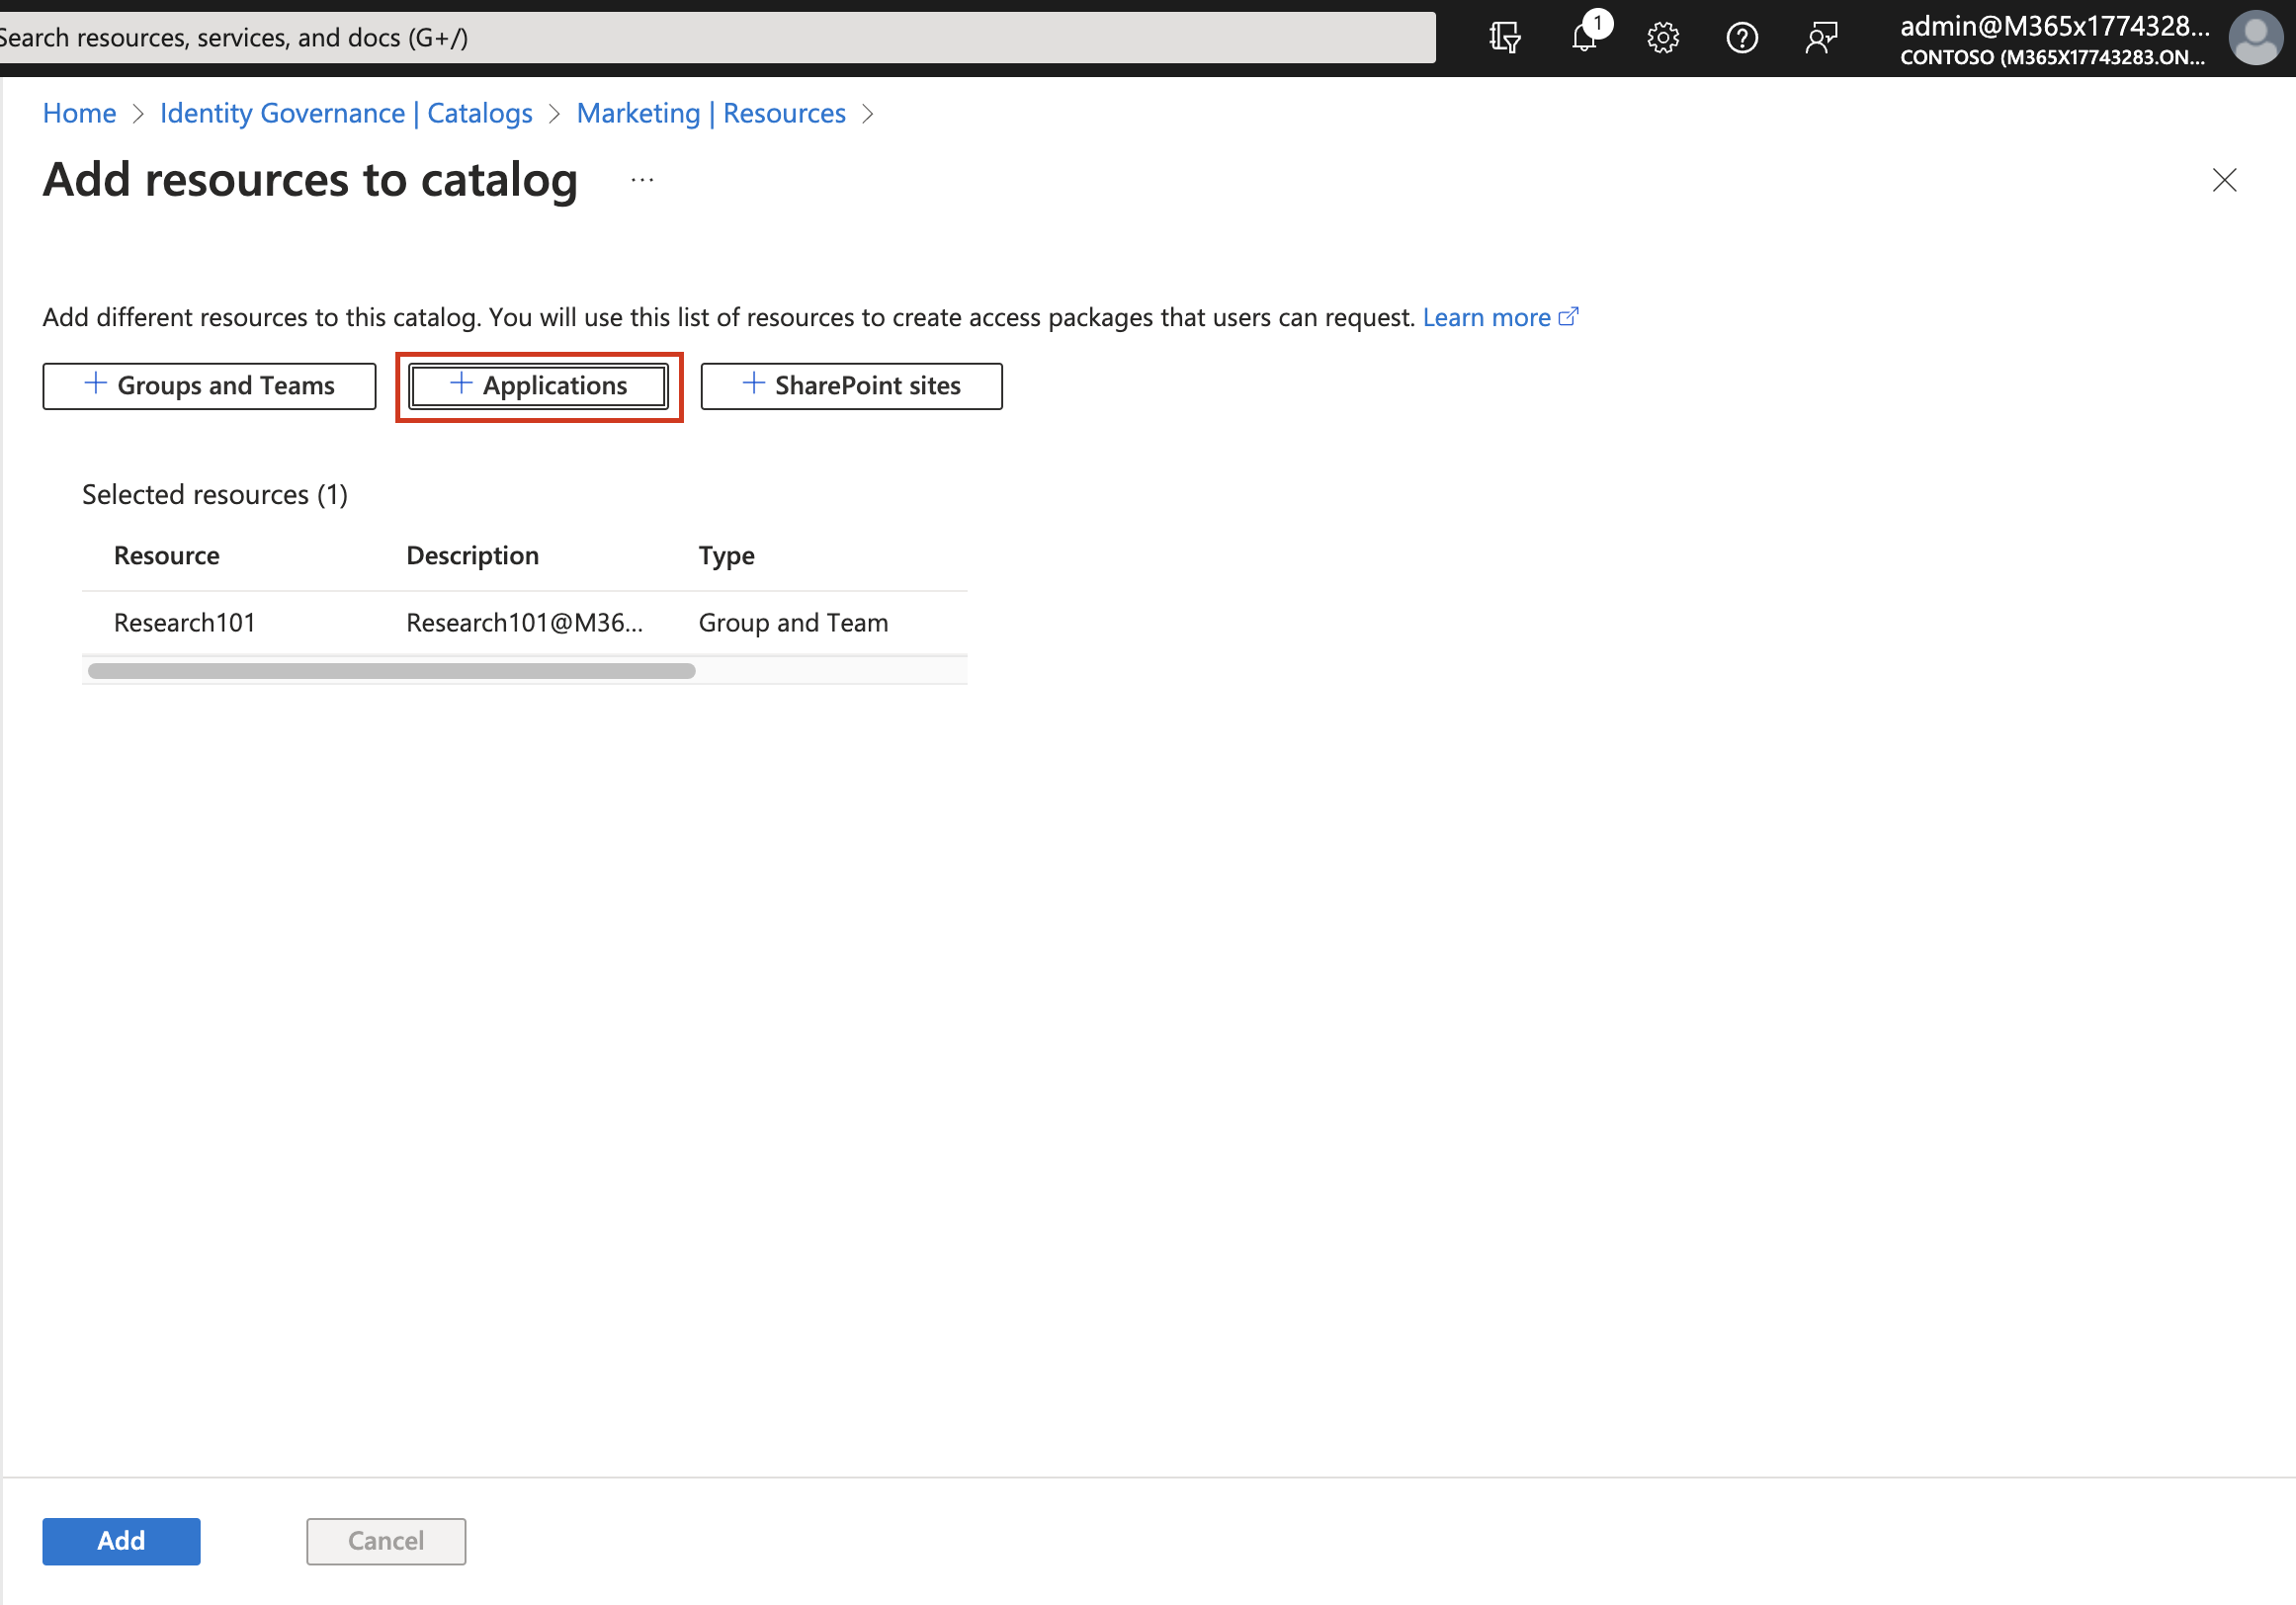 Search resources, services, and docs (G+/)
1
admin@M365x1774328...
CONTOSO (M365X17743283.ON...
Home > Identity Governance | Catalogs > Marketing | Resources >
Add resources to catalog ...
Add different resources to this catalog. You will use this list of resources to create access packages that users can request. Learn more
+ Groups and Teams + Applications + SharePoint sites
Selected resources (1)
Resource Description Type
Research101 Research101@M36... Group and Team
Add Cancel